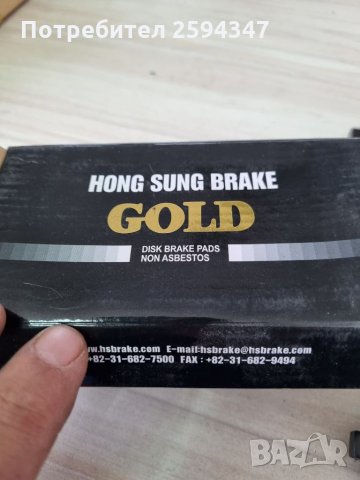 Потребител 2594347
HONG SUNG BRAKE
GOLD
DISK BRAKE PADS
NON ASBESTOS
www.hsbrake.com E-mail:hsbrake@hsbrake.com
+82-31-682-7500 FAX : +82-31-682-9494
BAZAR